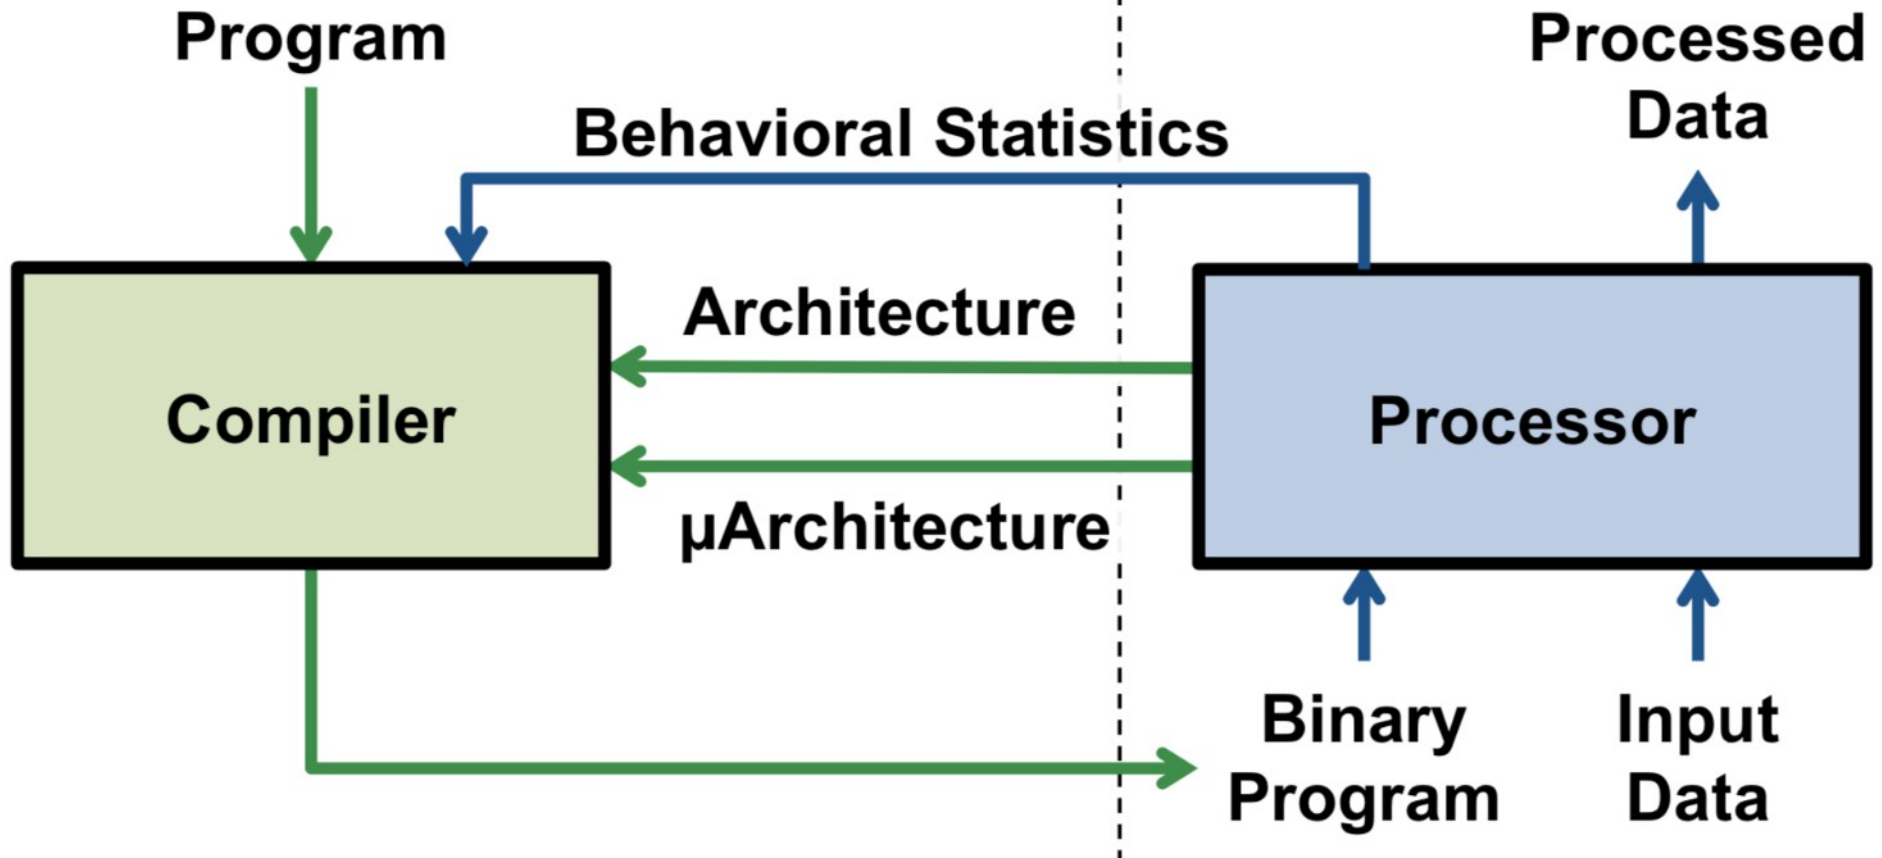 Program
Processed
Data
Behavioral Statistics
Architecture
Compiler
Processor
µArchitecture
Binary
Program
Input
Data